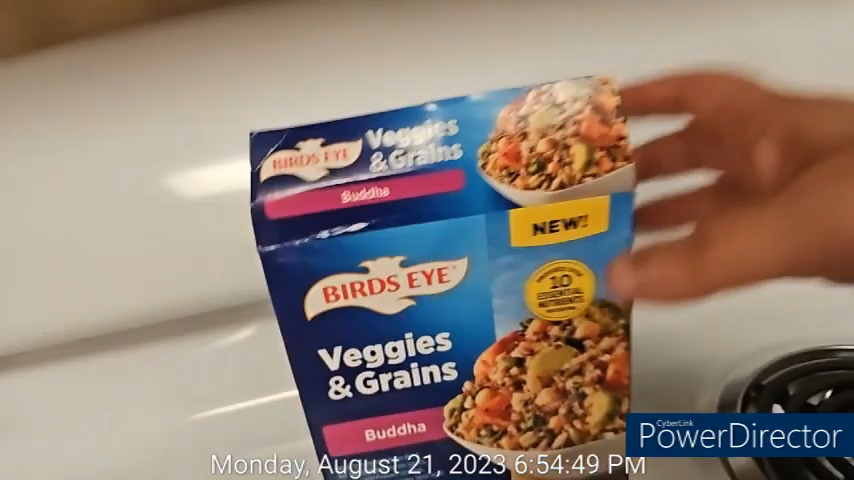 BIRDS EYE
Veggies
& Grains
Buddha
NEW!
BIRDS EYE
10
ESSENTIAL
NUTRIENTS
Veggies
& Grains
Buddha
CyberLink
PowerDirector
Monday, August 21, 2023 6:54:49 PM